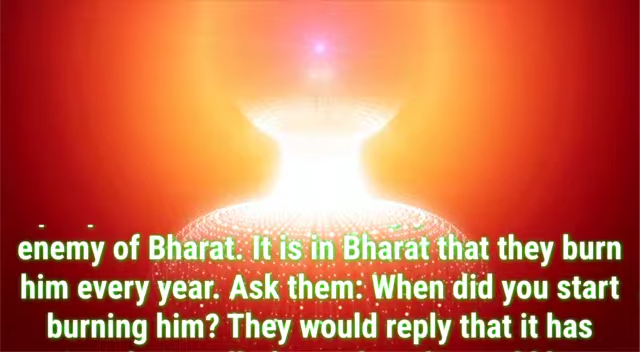 enemy of Bharat. It is in Bharat that they burn
him every year. Ask them: When did you start
burning him? They would reply that it has